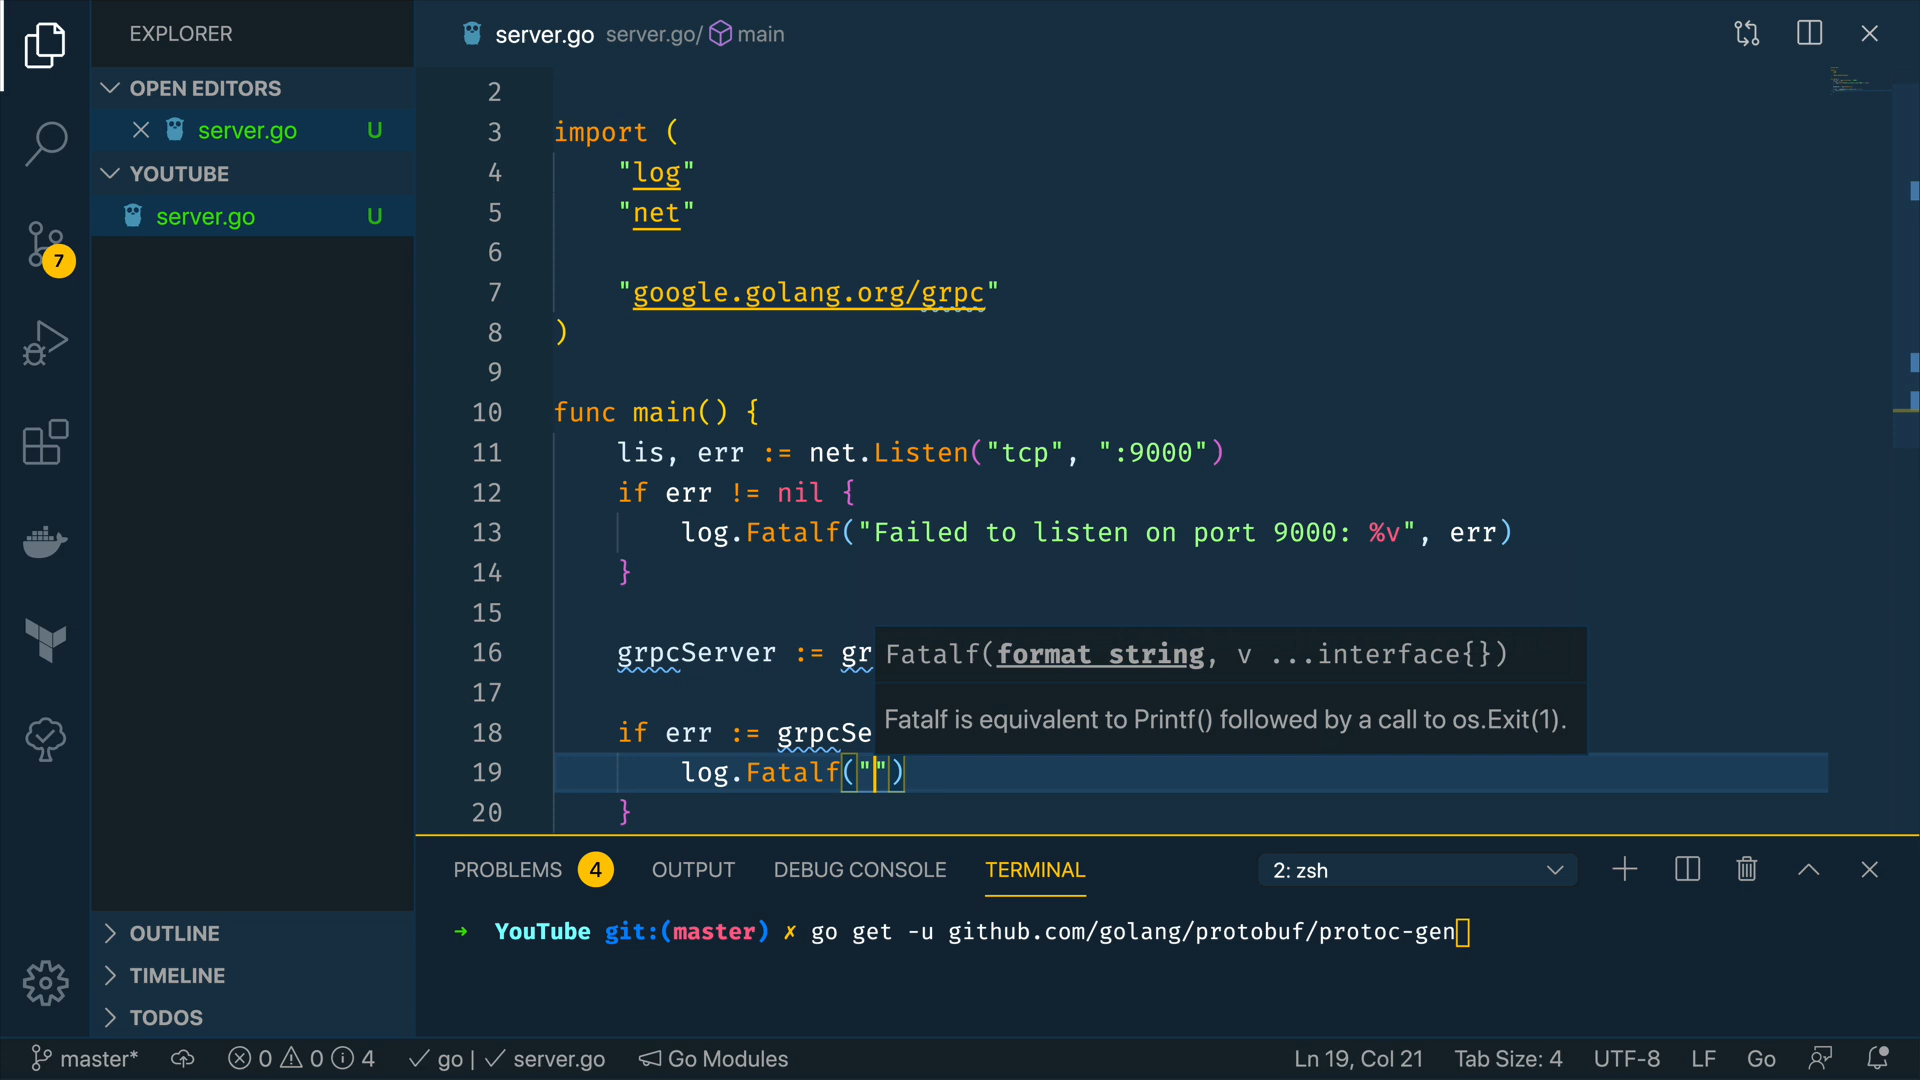 EXPLORER
OPEN EDITORS
server.go U
YOUTUBE
server.go U
7
OUTLINE
TIMELINE
TODOS
server.go server.go/ main
2
3 import (
4 "log"
5 "net"
6
7 "google.golang.org/grpc"
8 )
9
10 func main() {
11 lis, err := net.Listen("tcp", ":9000")
12 if err != nil {
13 log.Fatalf("Failed to listen on port 9000: %v", err)
14 }
15
16 grpcServer := gr
Fatalf(format string, v ...interface{})
17
Fatalf is equivalent to Printf() followed by a call to os.Exit(1).
18 if err := grpcSe
19 log.Fatalf("")
20 }
PROBLEMS 4 OUTPUT DEBUG CONSOLE TERMINAL 2: zsh
→ YouTube git:(master) ✗ go get -u github.com/golang/protobuf/protoc-gen
master* 0 0 4 go | server.go Go Modules Ln 19, Col 21 Tab Size: 4 UTF-8 LF Go